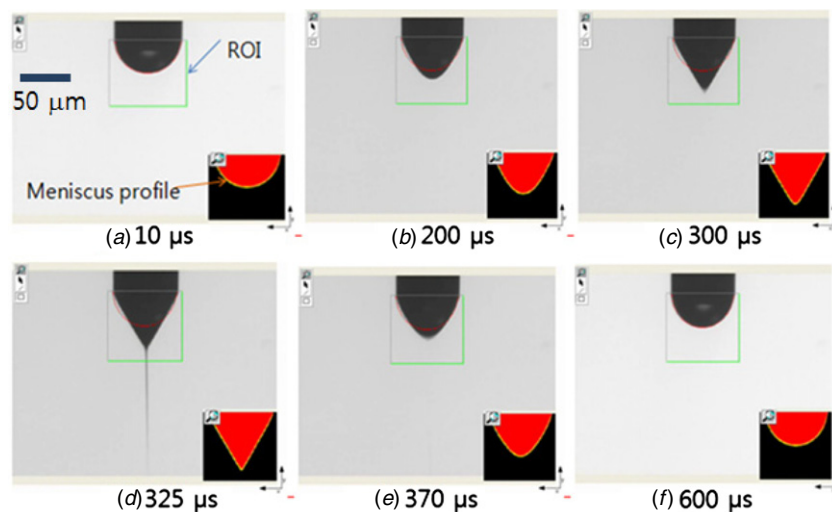 ROI
50 μm
Meniscus profile
(a) 10 μs
(b) 200 μs
(c) 300 μs
(d) 325 μs
(e) 370 μs
(f) 600 μs